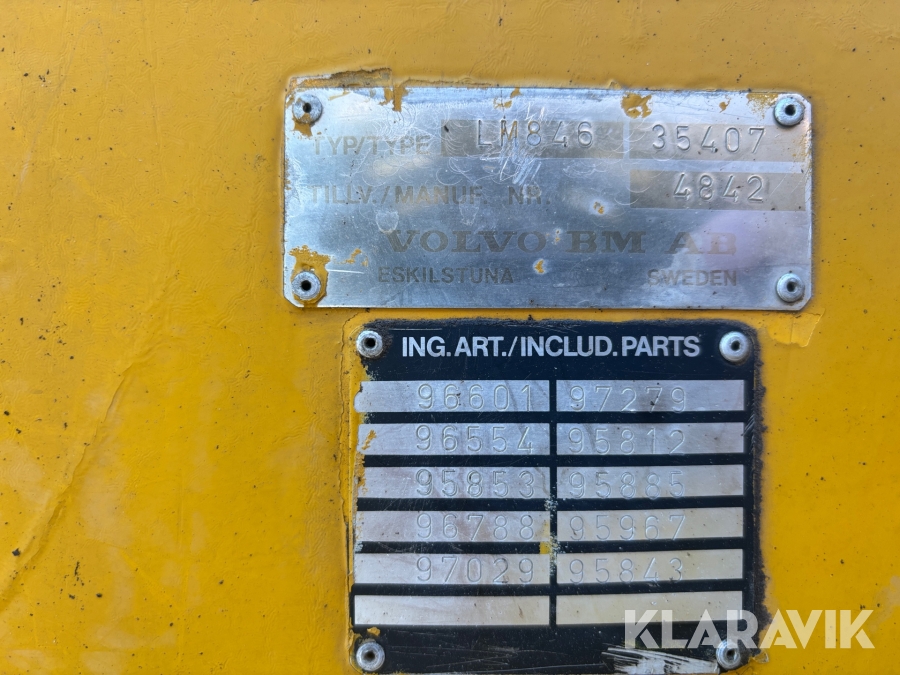 TYP/TYPE LM846 35407
TILLV./MANUF. NR. 4842
VOLVO BM AB
ESKILSTUNA SWEDEN
ING.ART./INCLUD.PARTS
96601 97279
96554 95812
95853 95885
96788 95967
97029 95843
KLARAVIK